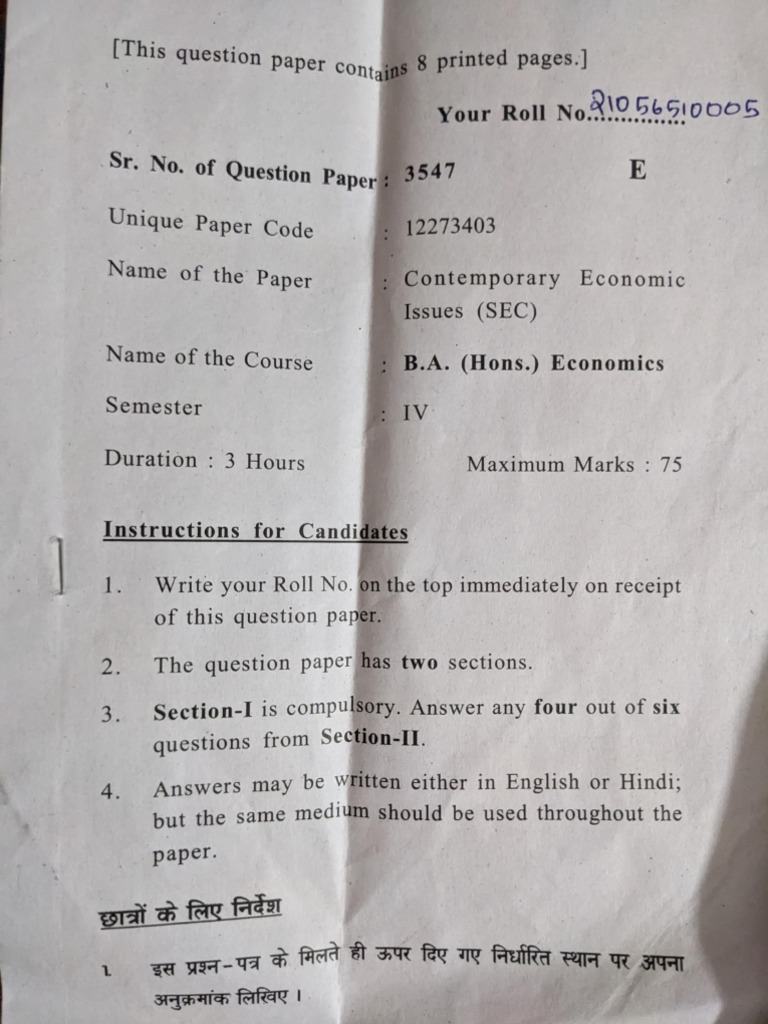 [This question paper contains 8 printed pages.]
Your Roll No...............21056510005
Sr. No. of Question Paper : 3547 E
Unique Paper Code : 12273403
Name of the Paper : Contemporary Economic
Issues (SEC)
Name of the Course : B.A. (Hons.) Economics
Semester : IV
Duration : 3 Hours Maximum Marks : 75
Instructions for Candidates
1. Write your Roll No. on the top immediately on receipt
of this question paper.
2. The question paper has two sections.
3. Section-I is compulsory. Answer any four out of six
questions from Section-II.
4. Answers may be written either in English or Hindi;
but the same medium should be used throughout the
paper.
छात्रों के लिए निर्देश
१. इस प्रश्न-पत्र के मिलते ही ऊपर दिए गए निर्धारित स्थान पर अपना
अनुक्रमांक लिखिए ।